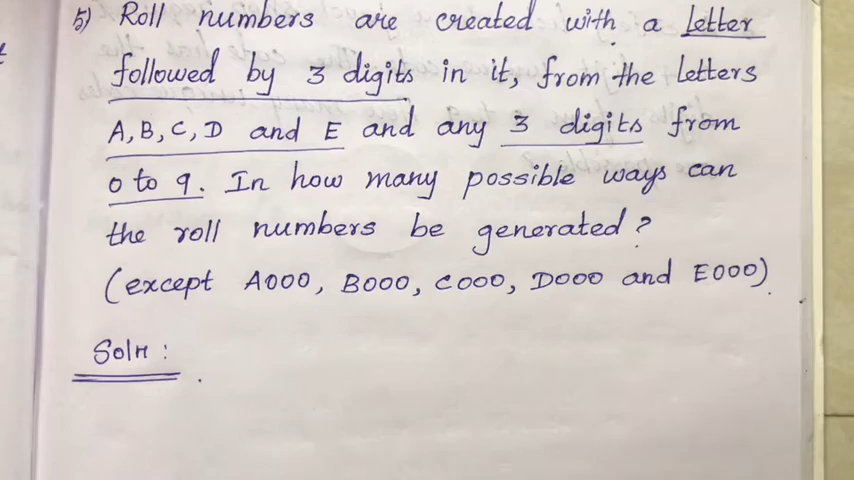 5) Roll numbers are created with a Letter
followed by 3 digits in it, from the letters
A, B, C, D and E and any 3 digits from
0 to 9. In how many possible ways can
the roll numbers be generated?
(except A000, B000, C000, D000 and E000)
Soln :